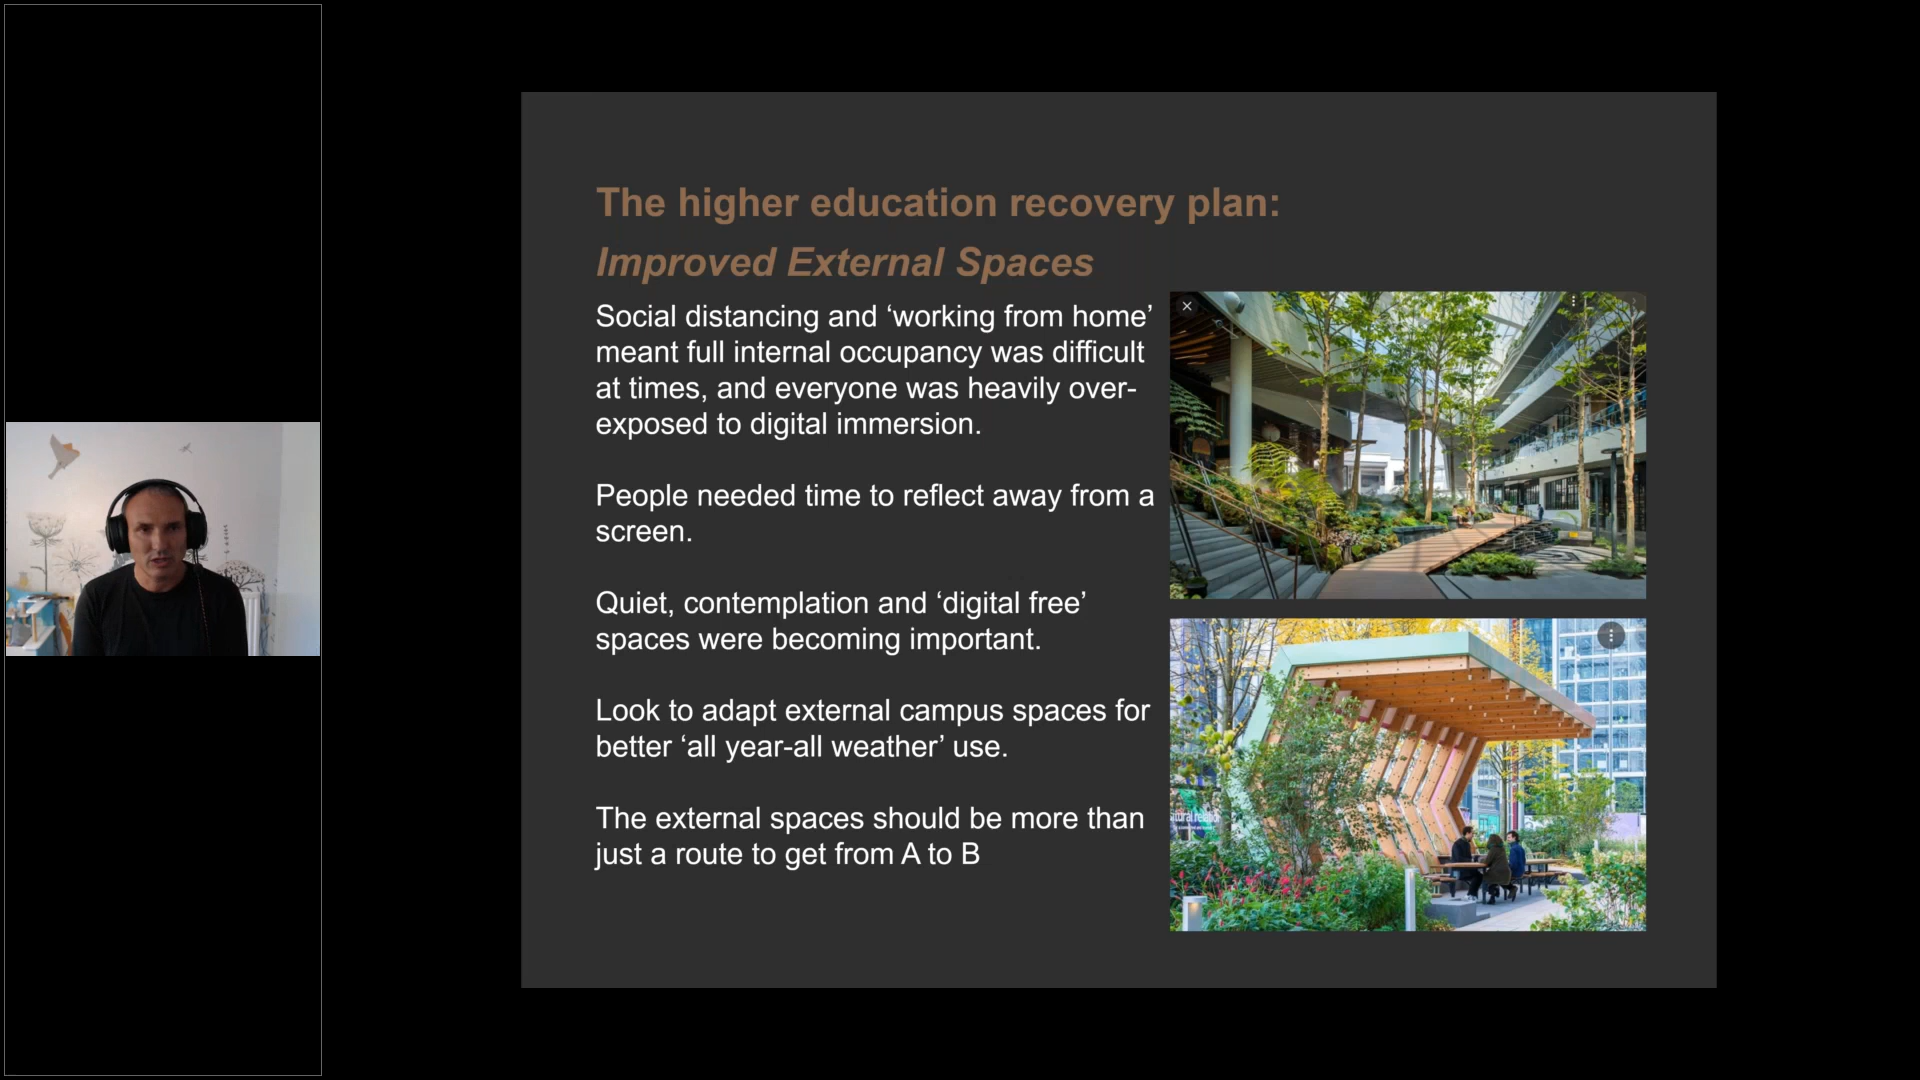 The higher education recovery plan:
Improved External Spaces
Social distancing and ‘working from home’
meant full internal occupancy was difficult
at times, and everyone was heavily over-
exposed to digital immersion.
People needed time to reflect away from a
screen.
Quiet, contemplation and ‘digital free’
spaces were becoming important.
Look to adapt external campus spaces for
better ‘all year-all weather’ use.
The external spaces should be more than
just a route to get from A to B